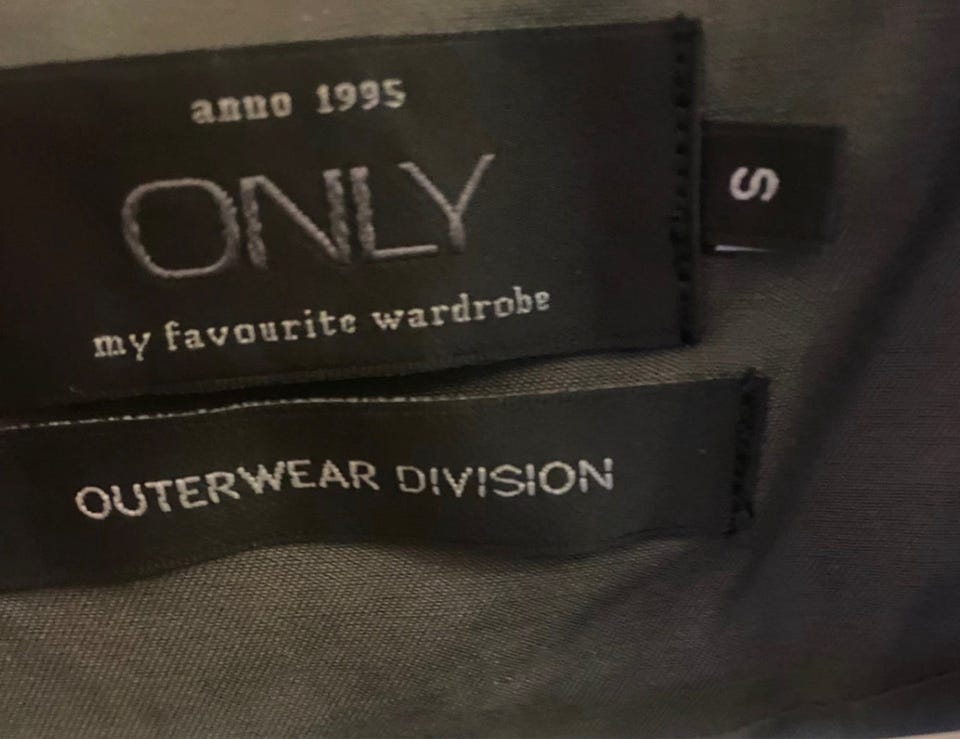 anno 1995
ONLY
my favourite wardrobe
S
OUTERWEAR DIVISION